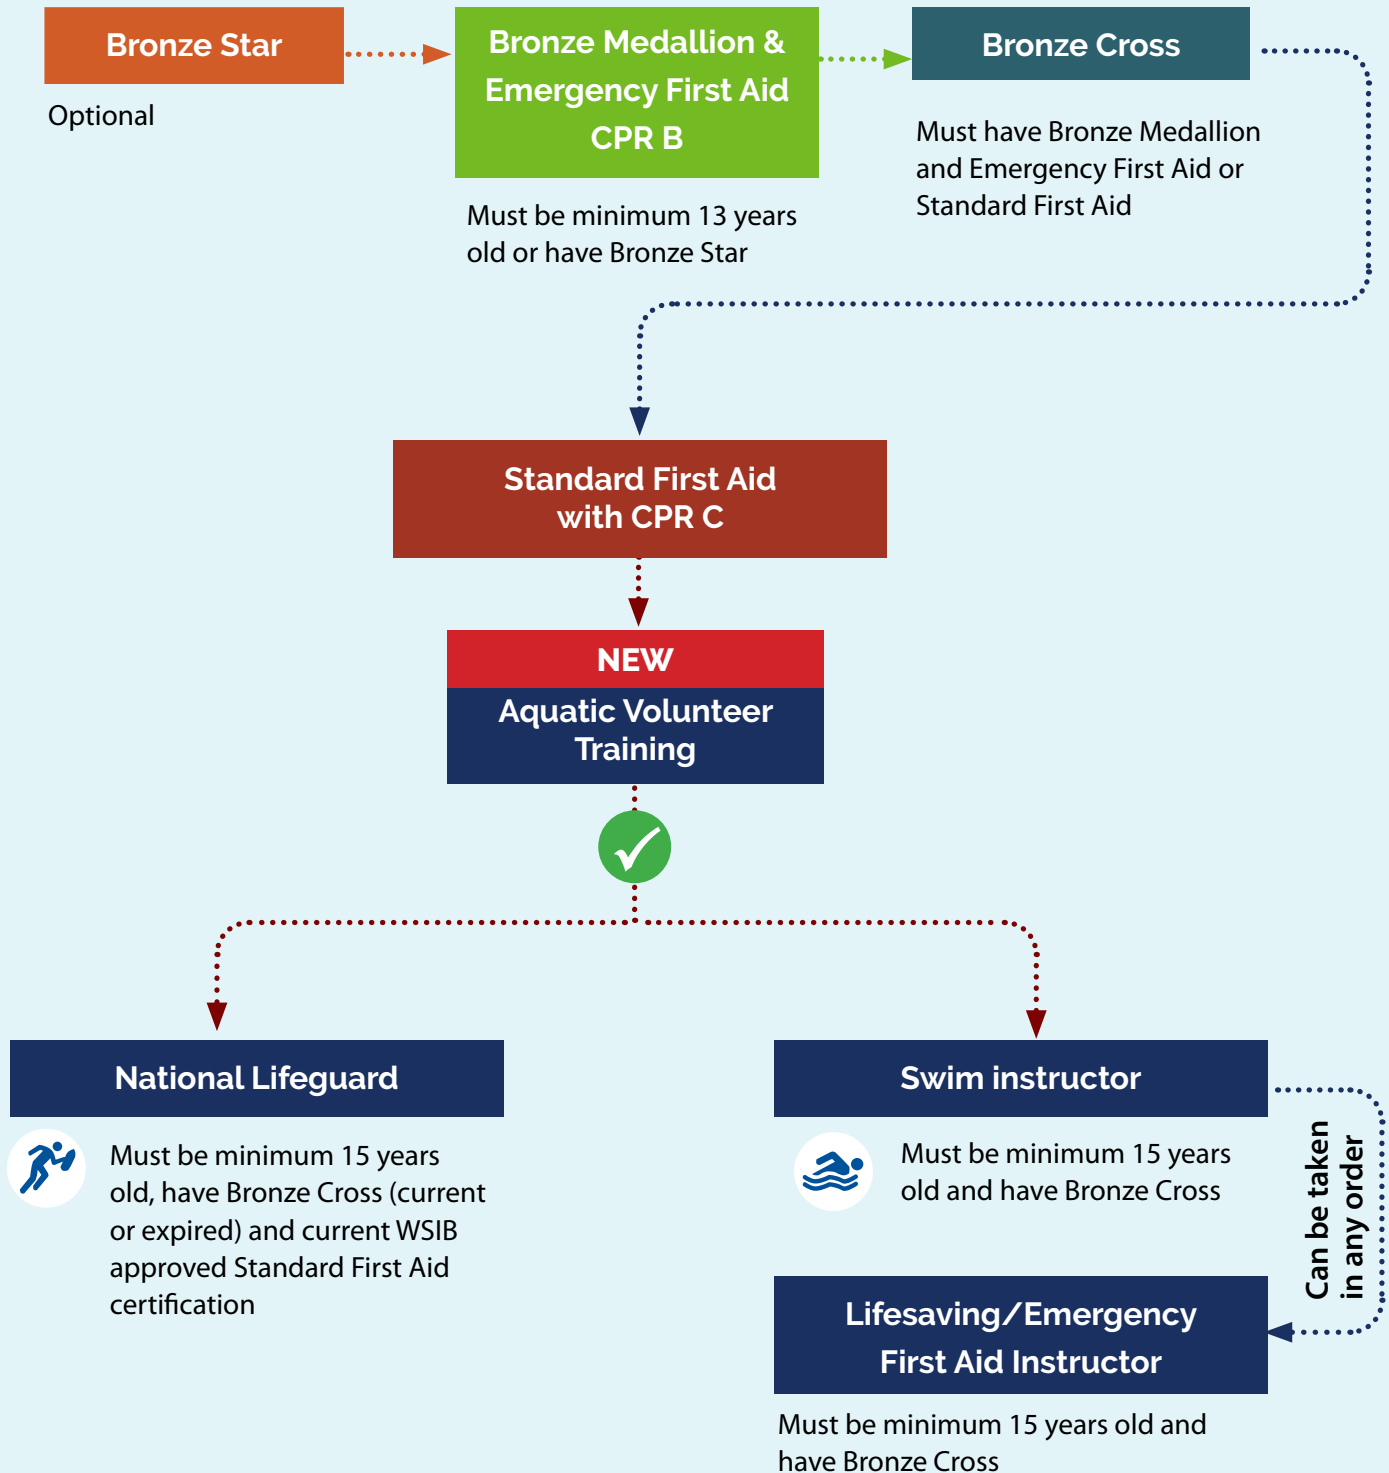 Bronze Star
Optional
Bronze Medallion &
Emergency First Aid
CPR B
Must be minimum 13 years
old or have Bronze Star
Bronze Cross
Must have Bronze Medallion
and Emergency First Aid or
Standard First Aid
Standard First Aid
with CPR C
NEW
Aquatic Volunteer
Training
National Lifeguard
Must be minimum 15 years
old, have Bronze Cross (current
or expired) and current WSIB
approved Standard First Aid
certification
Swim instructor
Must be minimum 15 years
old and have Bronze Cross
Can be taken
in any order
Lifesaving/Emergency
First Aid Instructor
Must be minimum 15 years old and
have Bronze Cross